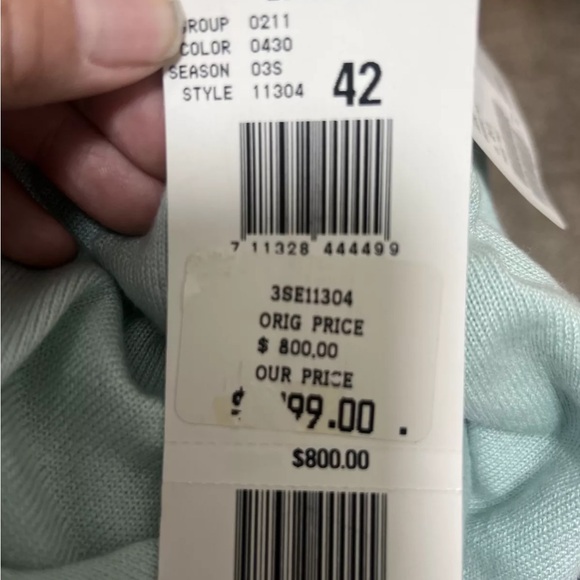 GROUP 0211
COLOR 0430
SEASON 03S
STYLE 11304
42
7 11328 444499
3SE11304
ORIG PRICE
$ 800.00
OUR PRICE
99.00
$800.00